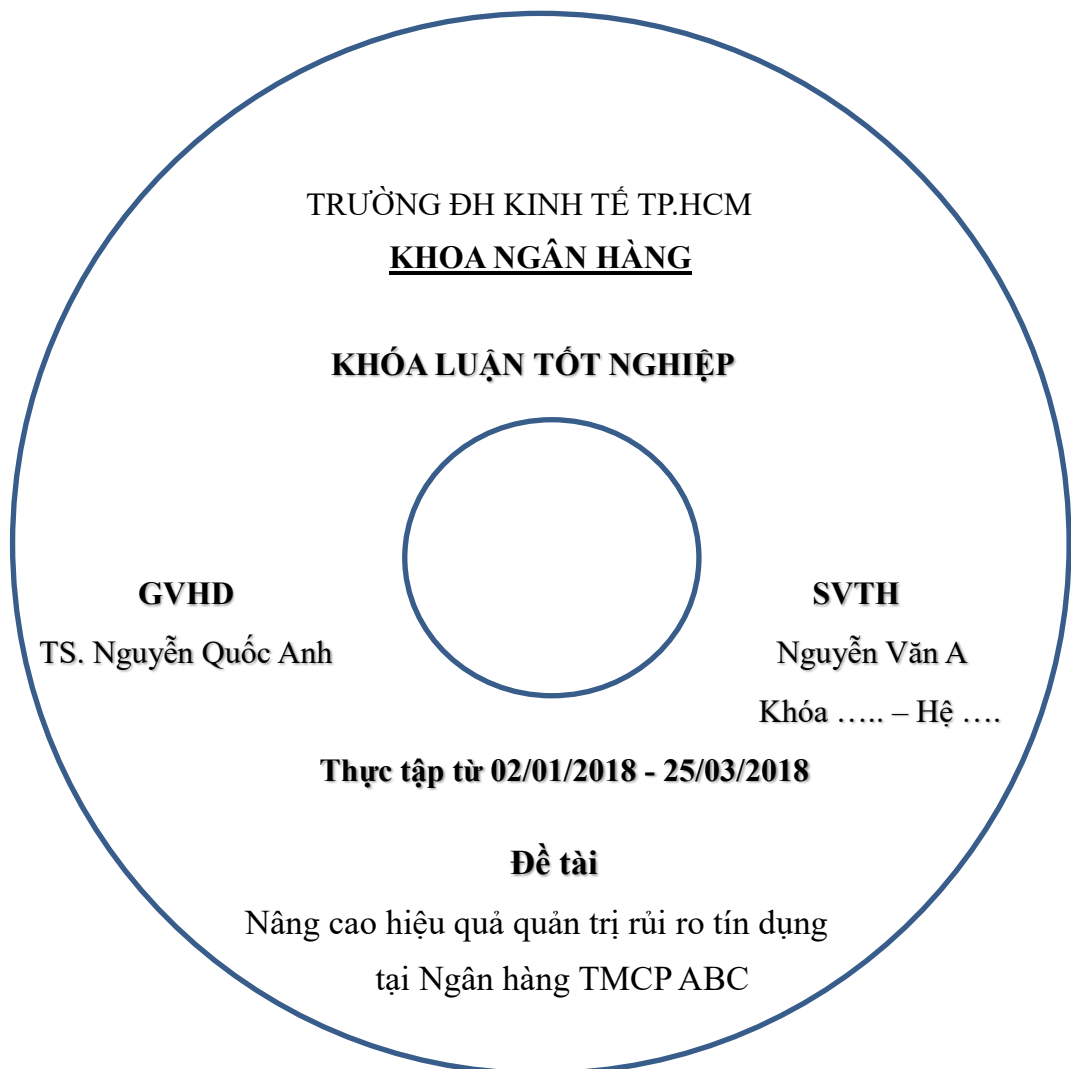 TRƯỜNG ĐH KINH TẾ TP.HCM
KHOA NGÂN HÀNG
KHÓA LUẬN TỐT NGHIỆP
GVHD
TS. Nguyễn Quốc Anh
SVTH
Nguyễn Văn A
Khóa ….. – Hệ ….
Thực tập từ 02/01/2018 - 25/03/2018
Đề tài
Nâng cao hiệu quả quản trị rủi ro tín dụng
tại Ngân hàng TMCP ABC